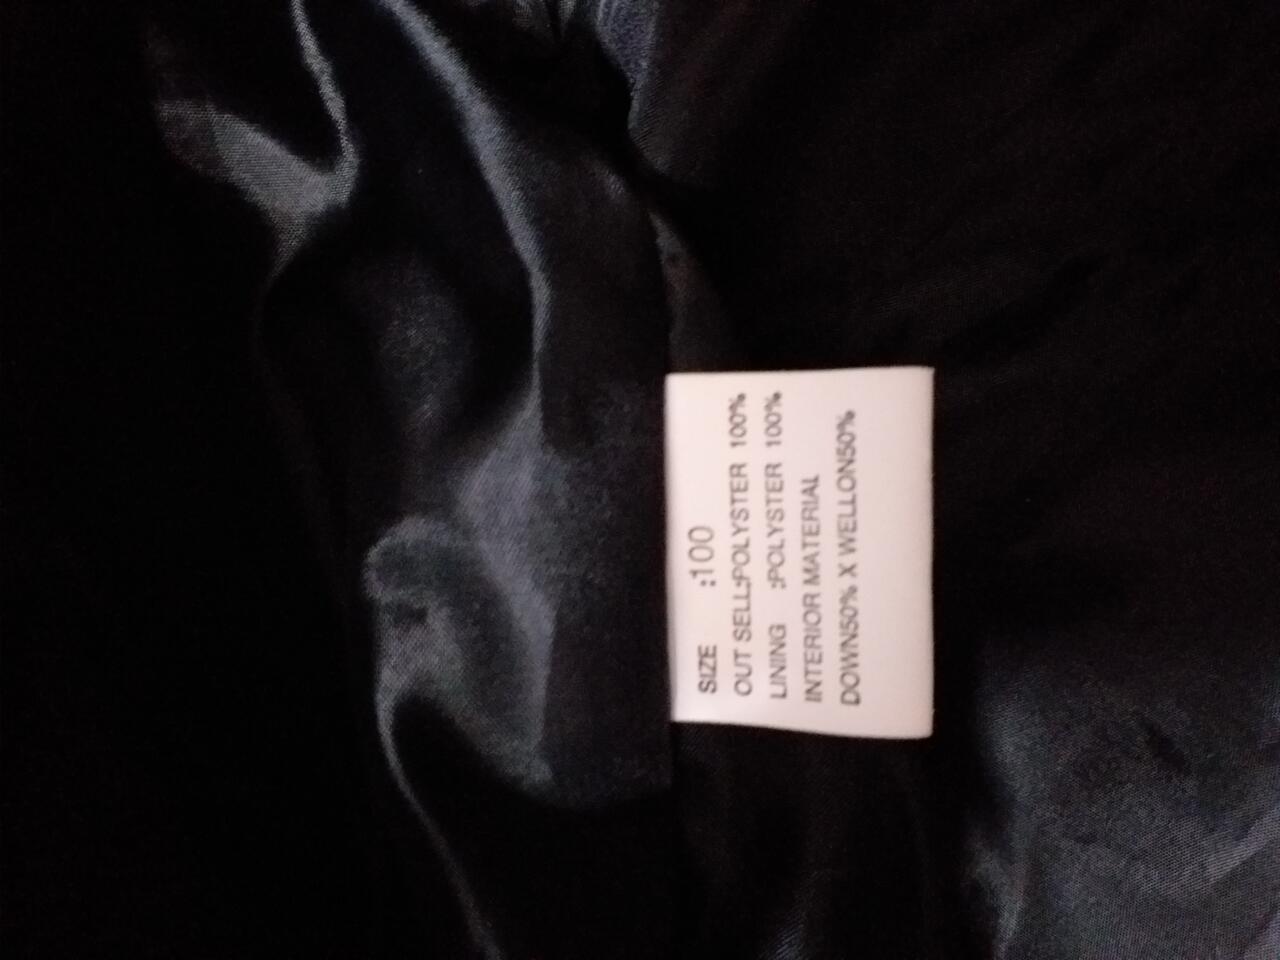 SIZE :100
OUT SELL:POLYSTER 100%
LINING :POLYSTER 100%
INTERIOR MATERIAL
DOWN50% X WELLON50%